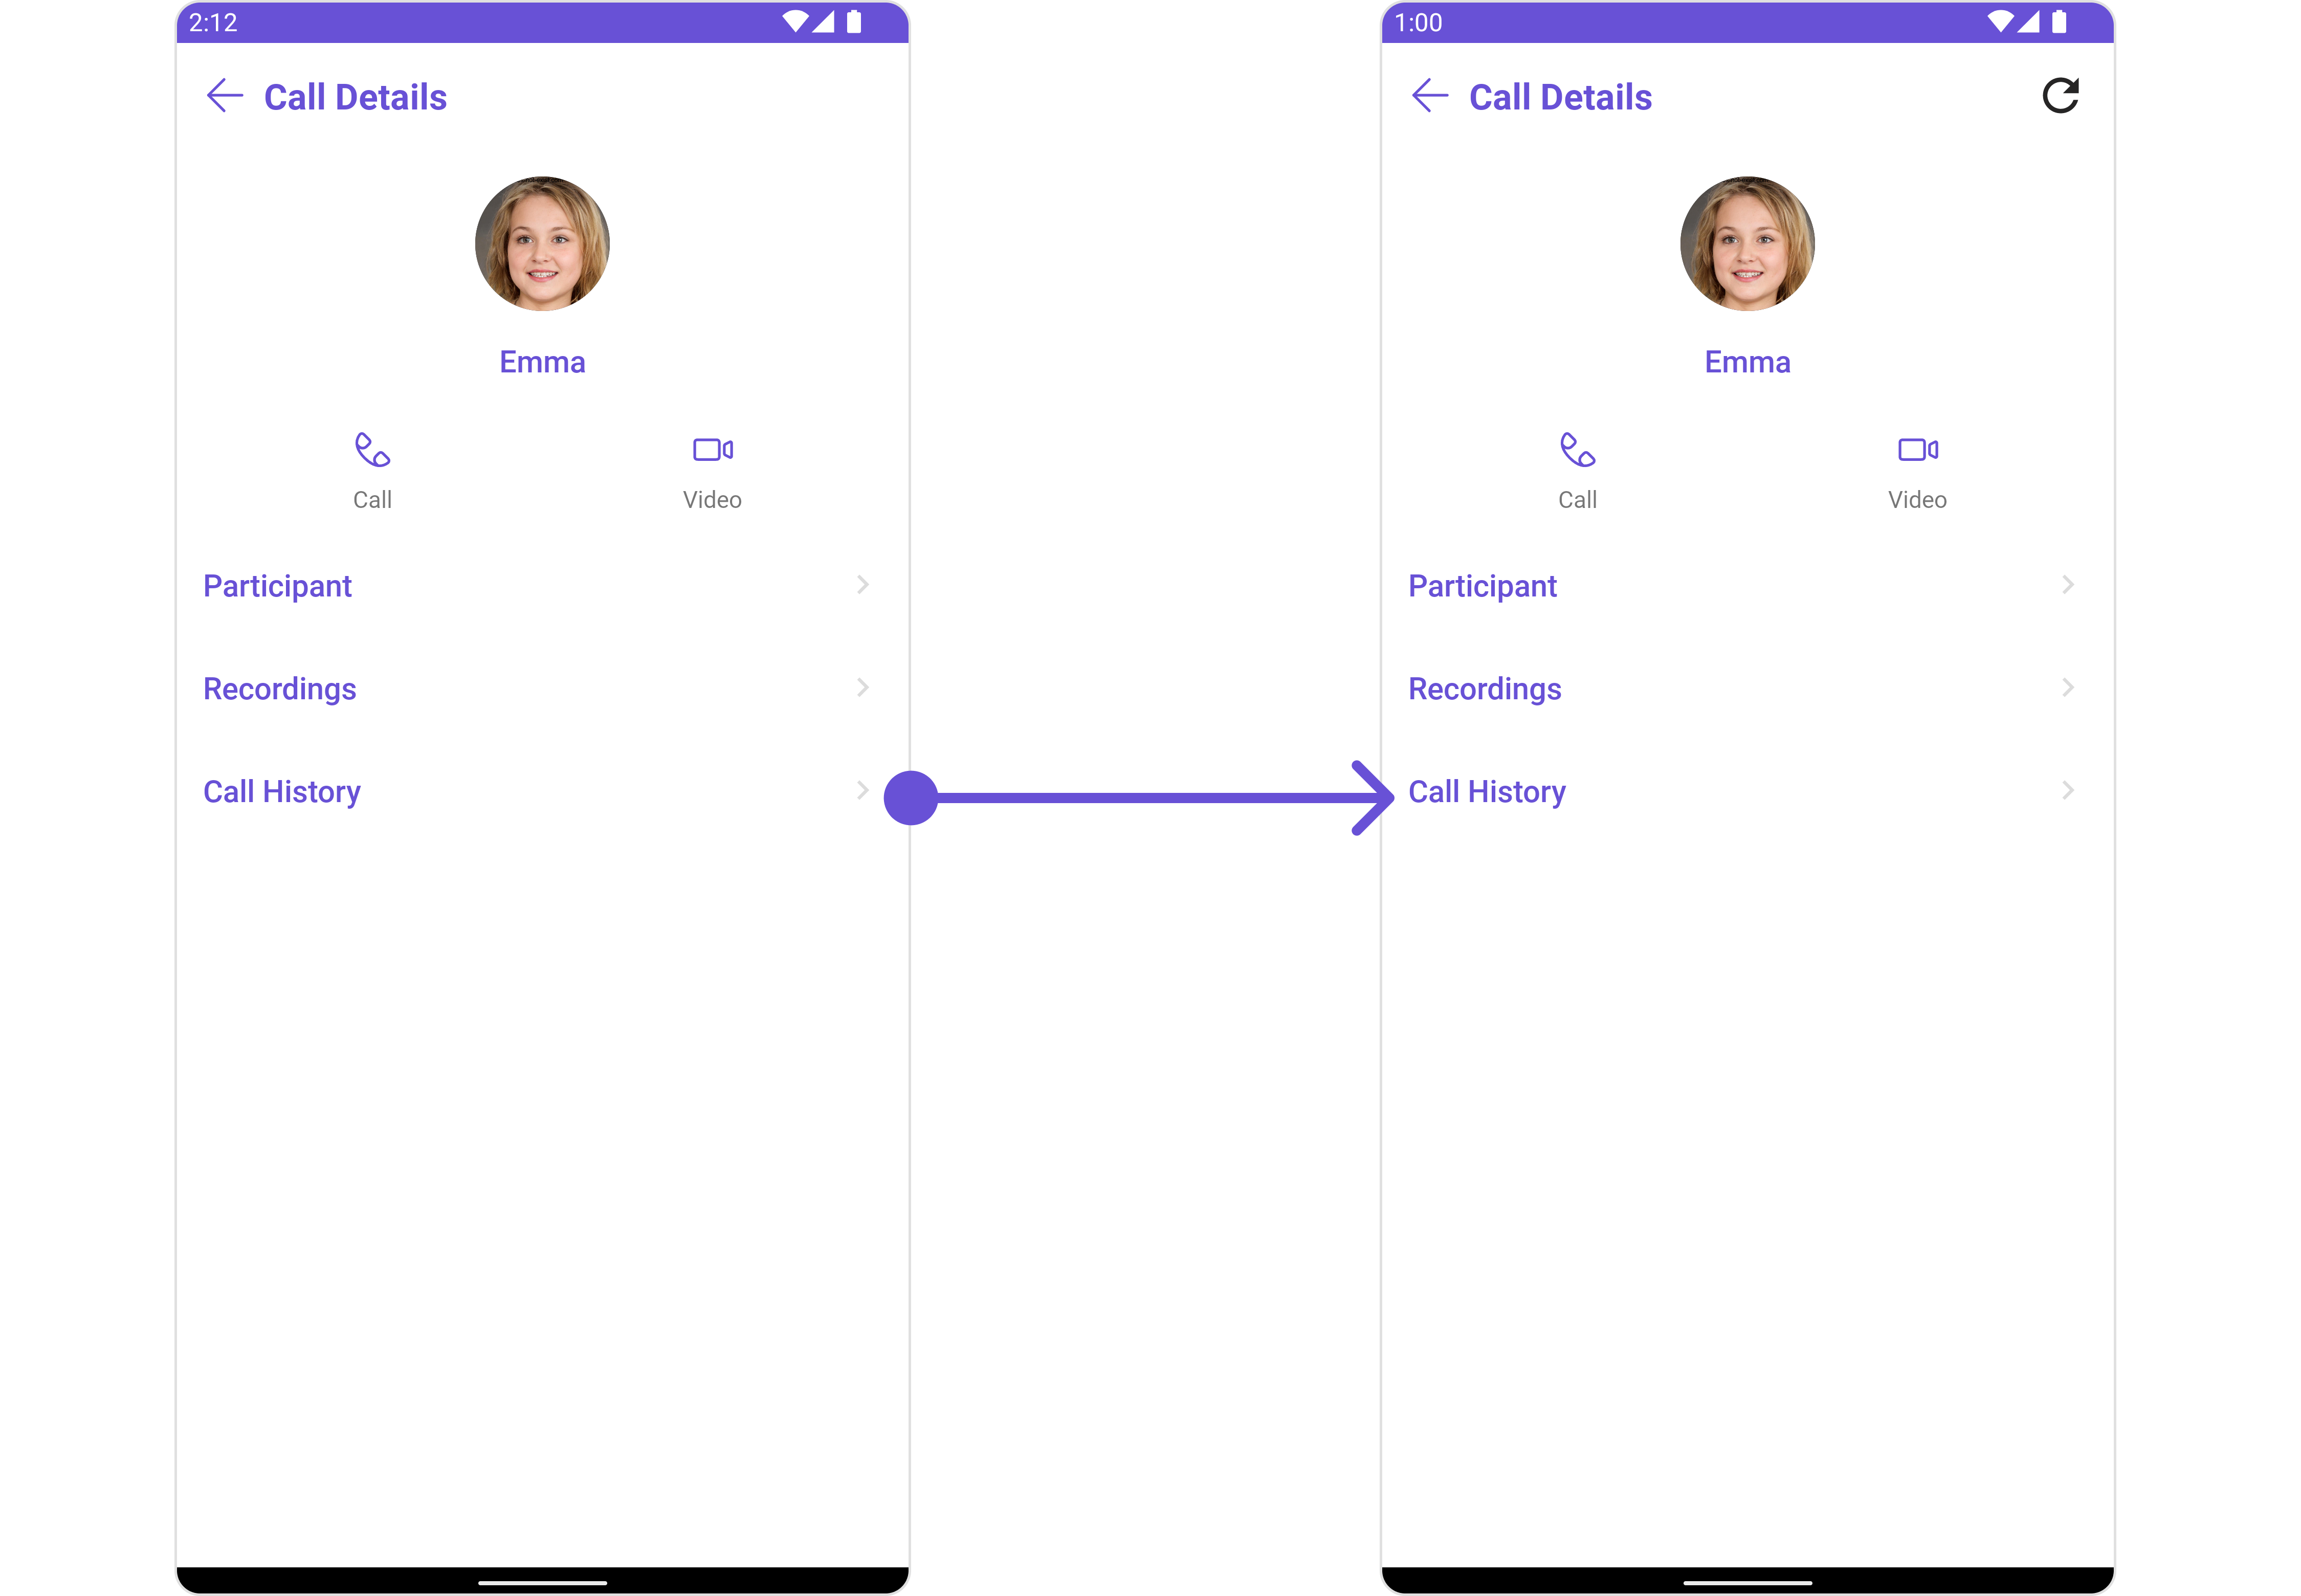 2:12
Call Details
Emma
Call Video
Participant
Recordings
Call History
1:00
Call Details
Emma
Call Video
Participant
Recordings
Call History